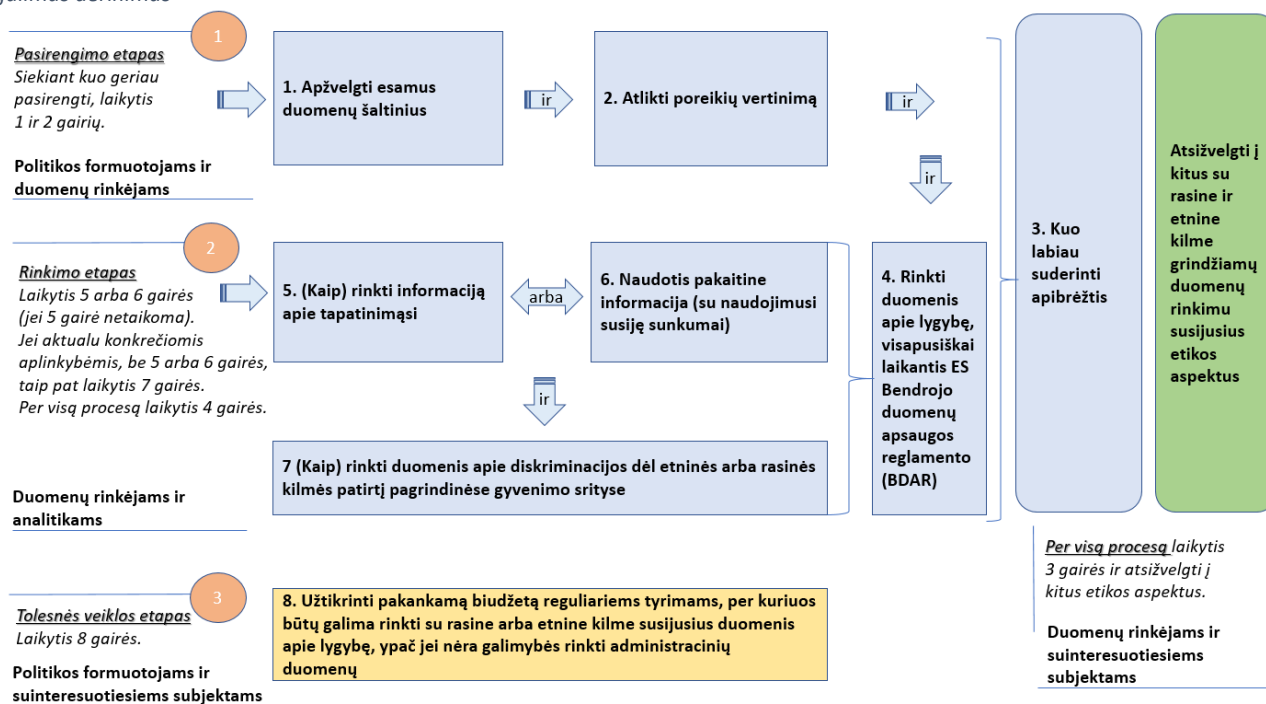 1
Pasirengimo etapas
Siekiant kuo geriau
pasirengti, laikytis
1 ir 2 gairių.
Politikos formuotojams ir
duomenų rinkėjams
1. Apžvelgti esamus
duomenų šaltinius
ir
2. Atlikti poreikių vertinimą
ir
ir
2
Rinkimo etapas
Laikytis 5 arba 6 gairės
(jei 5 gairė netaikoma).
Jei aktualu konkrečiomis
aplinkybėmis, be 5 arba 6 gairės,
taip pat laikytis 7 gairės.
Per visą procesą laikytis 4 gairės.
Duomenų rinkėjams ir
analitikams
5. (Kaip) rinkti informaciją
apie tapatinimąsi
arba
6. Naudotis pakaitine
informacija (su naudojimusi
susiję sunkumai)
ir
7 (Kaip) rinkti duomenis apie diskriminacijos dėl etninės arba rasinės
kilmės patirtį pagrindinėse gyvenimo srityse
4. Rinkti
duomenis
apie lygybę,
visapusiškai
laikantis ES
Bendrojo
duomenų
apsaugos
reglamento
(BDAR)
3. Kuo
labiau
suderinti
apibrėžtis
Atsižvelgti į
kitus su
rasine ir
etnine
kilme
grindžiamų
duomenų
rinkimu
susijusius
etikos
aspektus
Per visą procesą laikytis
3 gairės ir atsižvelgti į
kitus etikos aspektus.
Duomenų rinkėjams ir
suinteresuotiesiems
subjektams
3
Tolesnės veiklos etapas
Laikytis 8 gairės.
Politikos formuotojams ir
suinteresuotiesiems subjektams
8. Užtikrinti pakankamą biudžetą reguliariems tyrimams, per kuriuos
būtų galima rinkti su rasine arba etnine kilme susijusius duomenis
apie lygybę, ypač jei nėra galimybės rinkti administracinių
duomenų